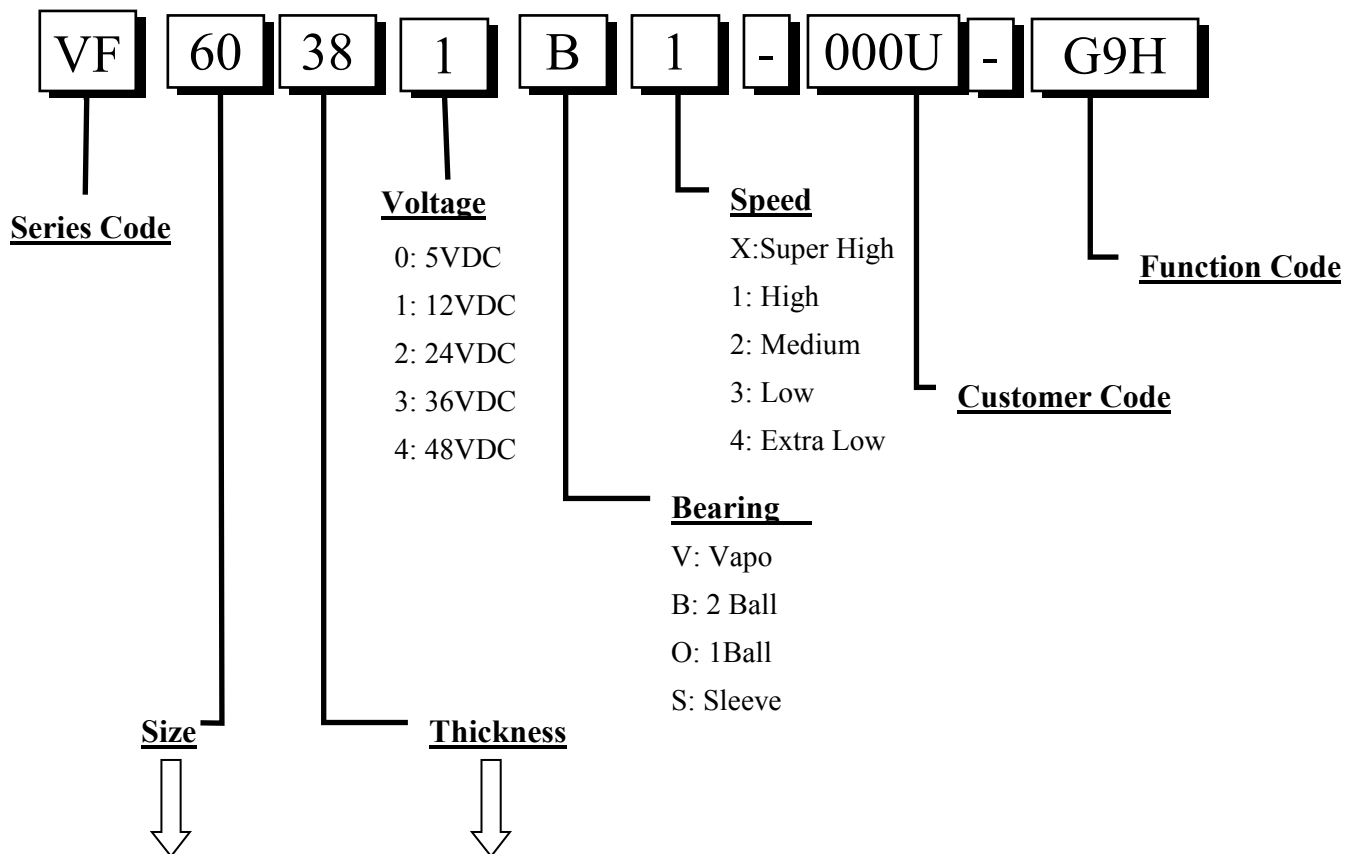 VF 60 38 1 B 1 - 000U - G9H
Series Code
Voltage
0: 5VDC
1: 12VDC
2: 24VDC
3: 36VDC
4: 48VDC
Speed
X:Super High
1: High
2: Medium
3: Low
4: Extra Low
Function Code
Customer Code
Bearing
V: Vapo
B: 2 Ball
O: 1Ball
S: Sleeve
Size
Thickness